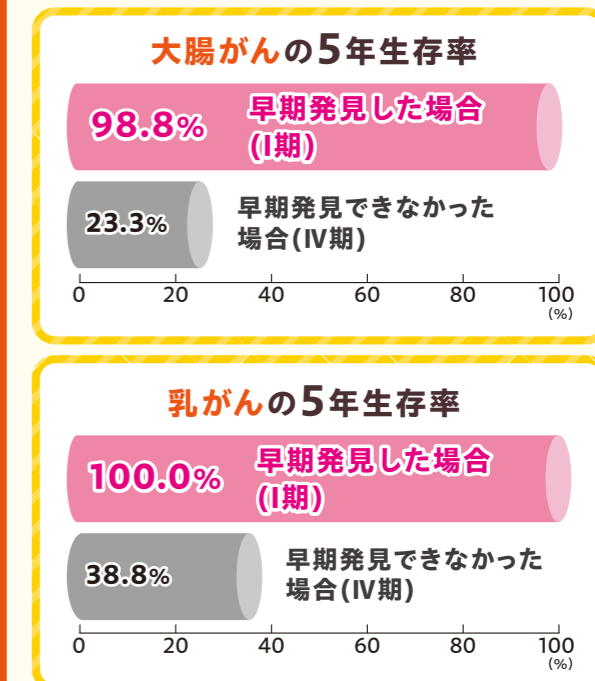 大腸がんの5年生存率
98.8%
早期発見した場合
(Ⅰ期)
23.3%
早期発見できなかった
場合(Ⅳ期)
0 20 40 60 80 100
(%)
乳がんの5年生存率
100.0%
早期発見した場合
(Ⅰ期)
38.8%
早期発見できなかった
場合(Ⅳ期)
0 20 40 60 80 100
(%)